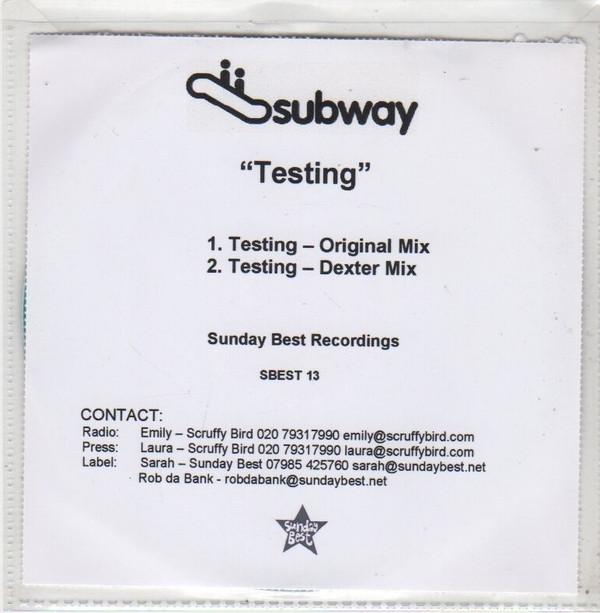 subway
“Testing”
1. Testing – Original Mix
2. Testing – Dexter Mix
Sunday Best Recordings
SBEST 13
CONTACT:
Radio: Emily – Scruffy Bird 020 79317990 emily@scruffybird.com
Press: Laura – Scruffy Bird 020 79317990 laura@scruffybird.com
Label: Sarah – Sunday Best 07985 425760 sarah@sundaybest.net
Rob da Bank - robdabank@sundaybest.net
Sunday
Best